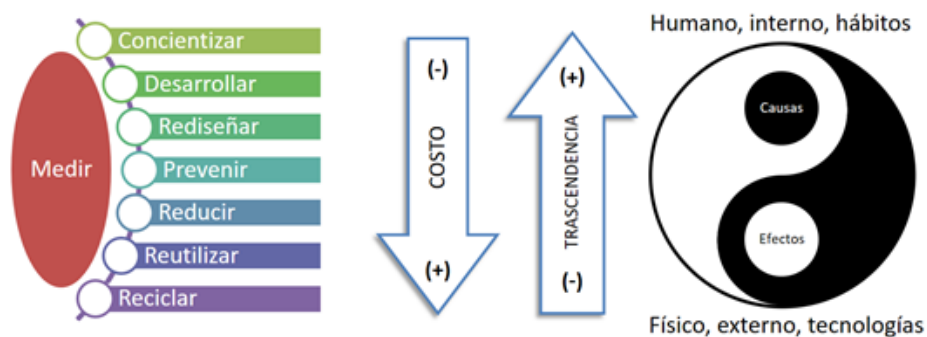 Medir
Concientizar
Desarrollar
Rediseñar
Prevenir
Reducir
Reutilizar
Reciclar
(-)
COSTO
(+)
(+)
TRASCENDENCIA
(-)
Humano, interno, hábitos
Causas
Efectos
Físico, externo, tecnologías